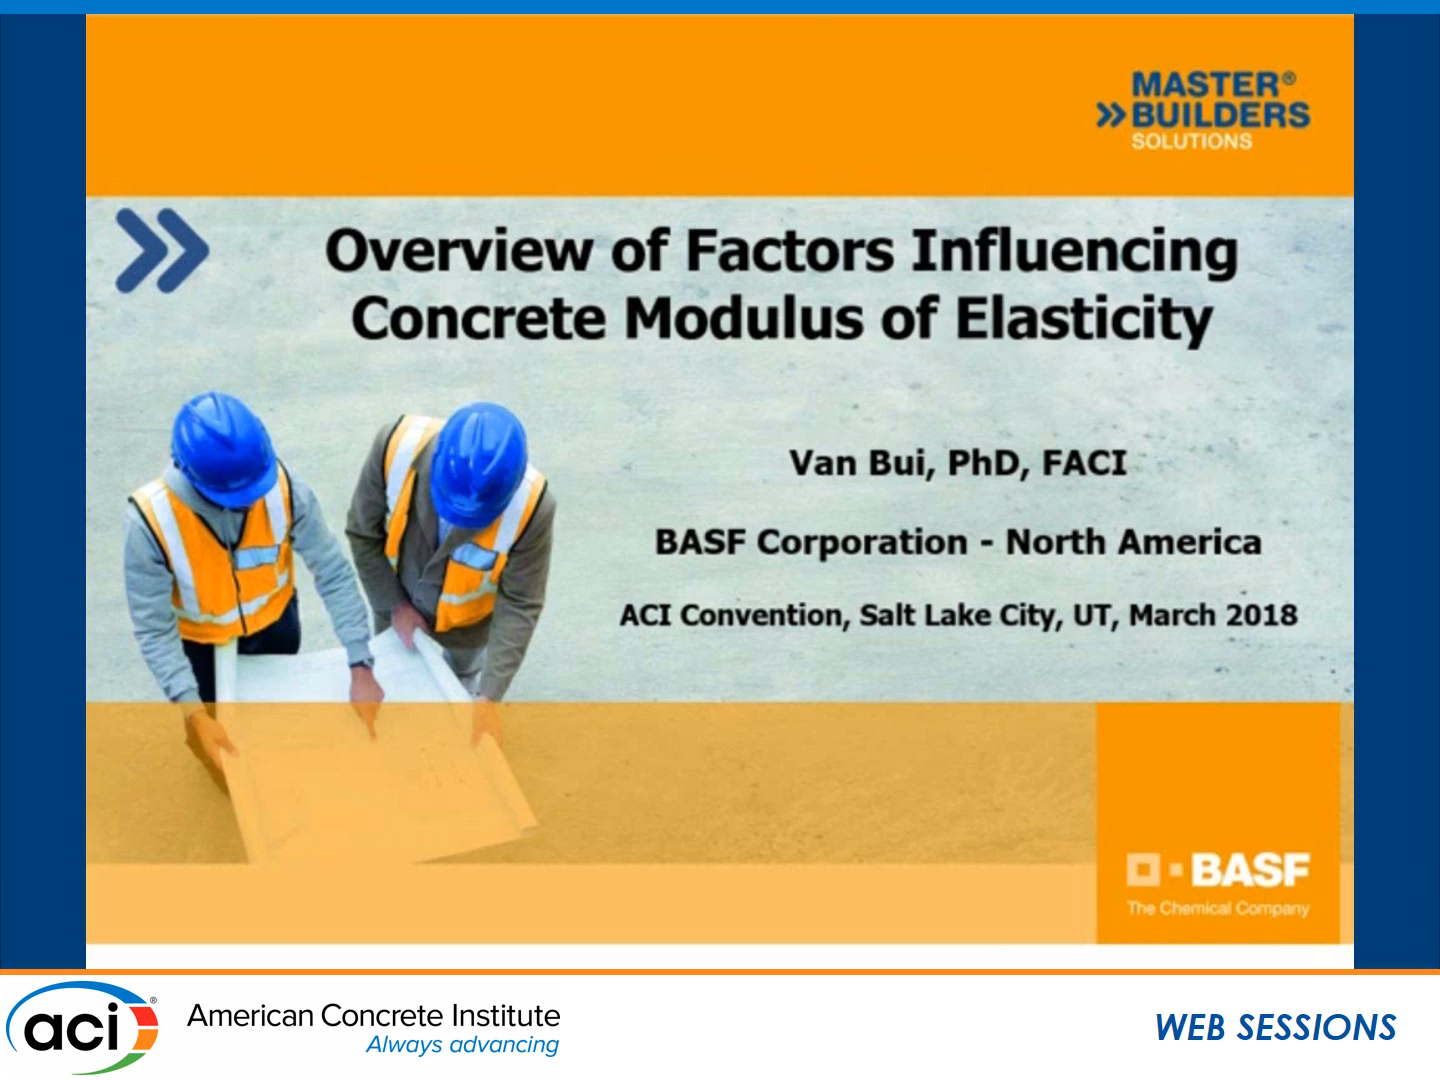 MASTER®
BUILDERS
SOLUTIONS
Overview of Factors Influencing
Concrete Modulus of Elasticity
Van Bui, PhD, FACI
BASF Corporation - North America
ACI Convention, Salt Lake City, UT, March 2018
BASF
The Chemical Company
aci®
American Concrete Institute
Always advancing
WEB SESSIONS